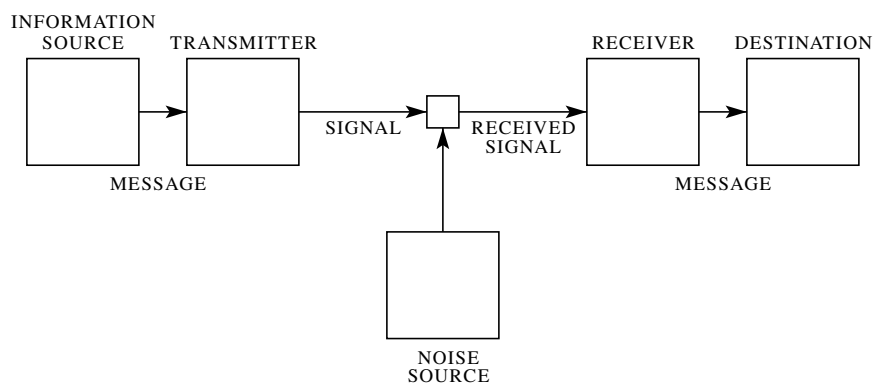 INFORMATION
SOURCE
TRANSMITTER
RECEIVER
DESTINATION
SIGNAL
RECEIVED
SIGNAL
MESSAGE
MESSAGE
NOISE
SOURCE